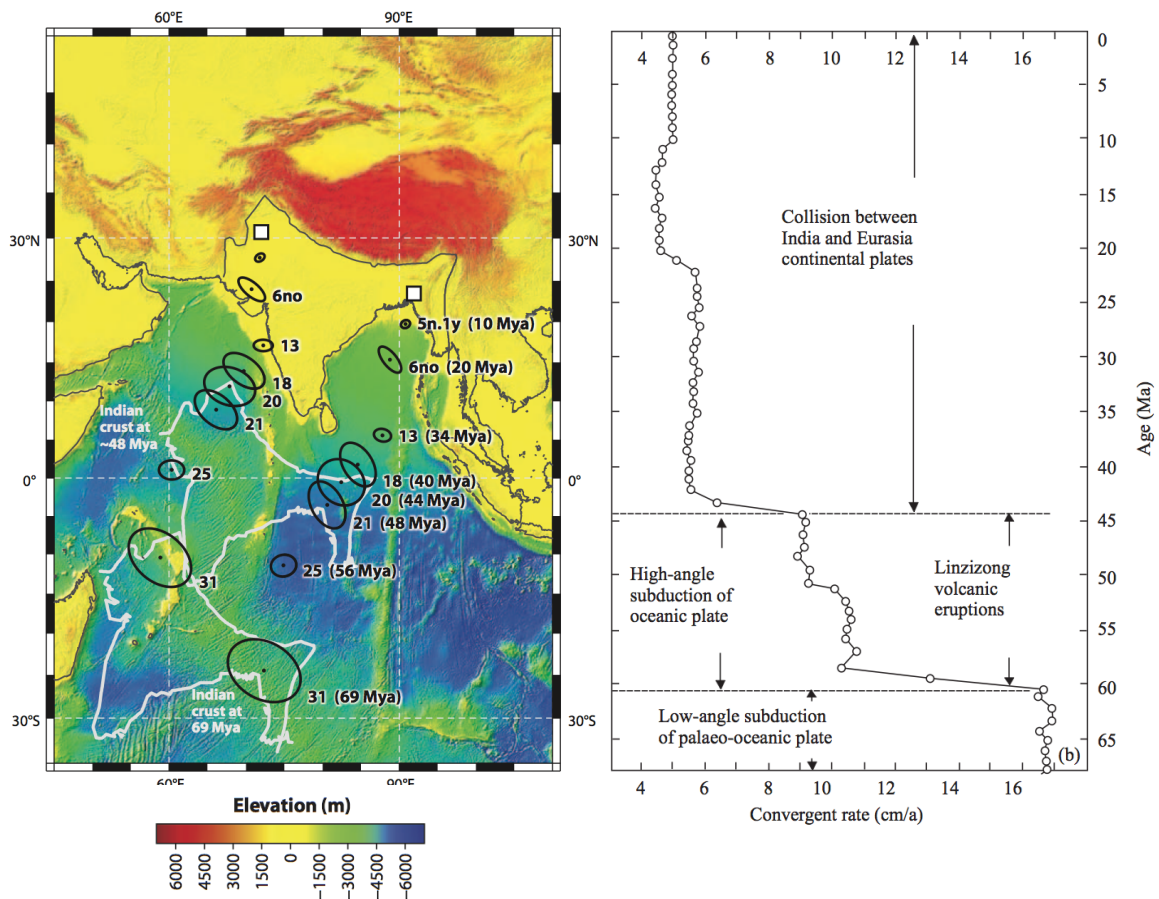 60°E
90°E
30°N
30°N
0°
0°
30°S
30°S
6no
13
18
20
21
25
31
5n.1y (10 Mya)
6no (20 Mya)
13 (34 Mya)
18 (40 Mya)
20 (44 Mya)
21 (48 Mya)
25 (56 Mya)
31 (69 Mya)
Indian
crust at
~48 Mya
Indian
crust at
69 Mya
60°E
90°E
Elevation (m)
6000
4500
3000
1500
0
−1500
−3000
−4500
−6000
4
6
8
10
12
14
16
0
5
10
15
20
25
30
35
40
45
50
55
60
65
Age (Ma)
Collision between
India and Eurasia
continental plates
High-angle
subduction of
oceanic plate
Linzizong
volcanic
eruptions
Low-angle subduction
of palaeo-oceanic plate
(b)
4
6
8
10
12
14
16
Convergent rate (cm/a)